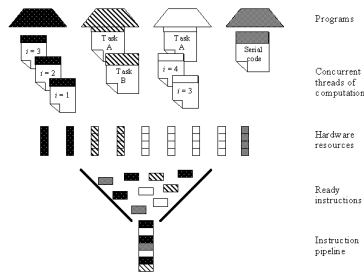 Programs
i = 3
i = 2
i = 1
Task
A
Task
B
Task
A
i = 4
i = 3
Serial
code
Concurrent
threads of
computation
Hardware
resources
Ready
instructions
Instruction
pipeline